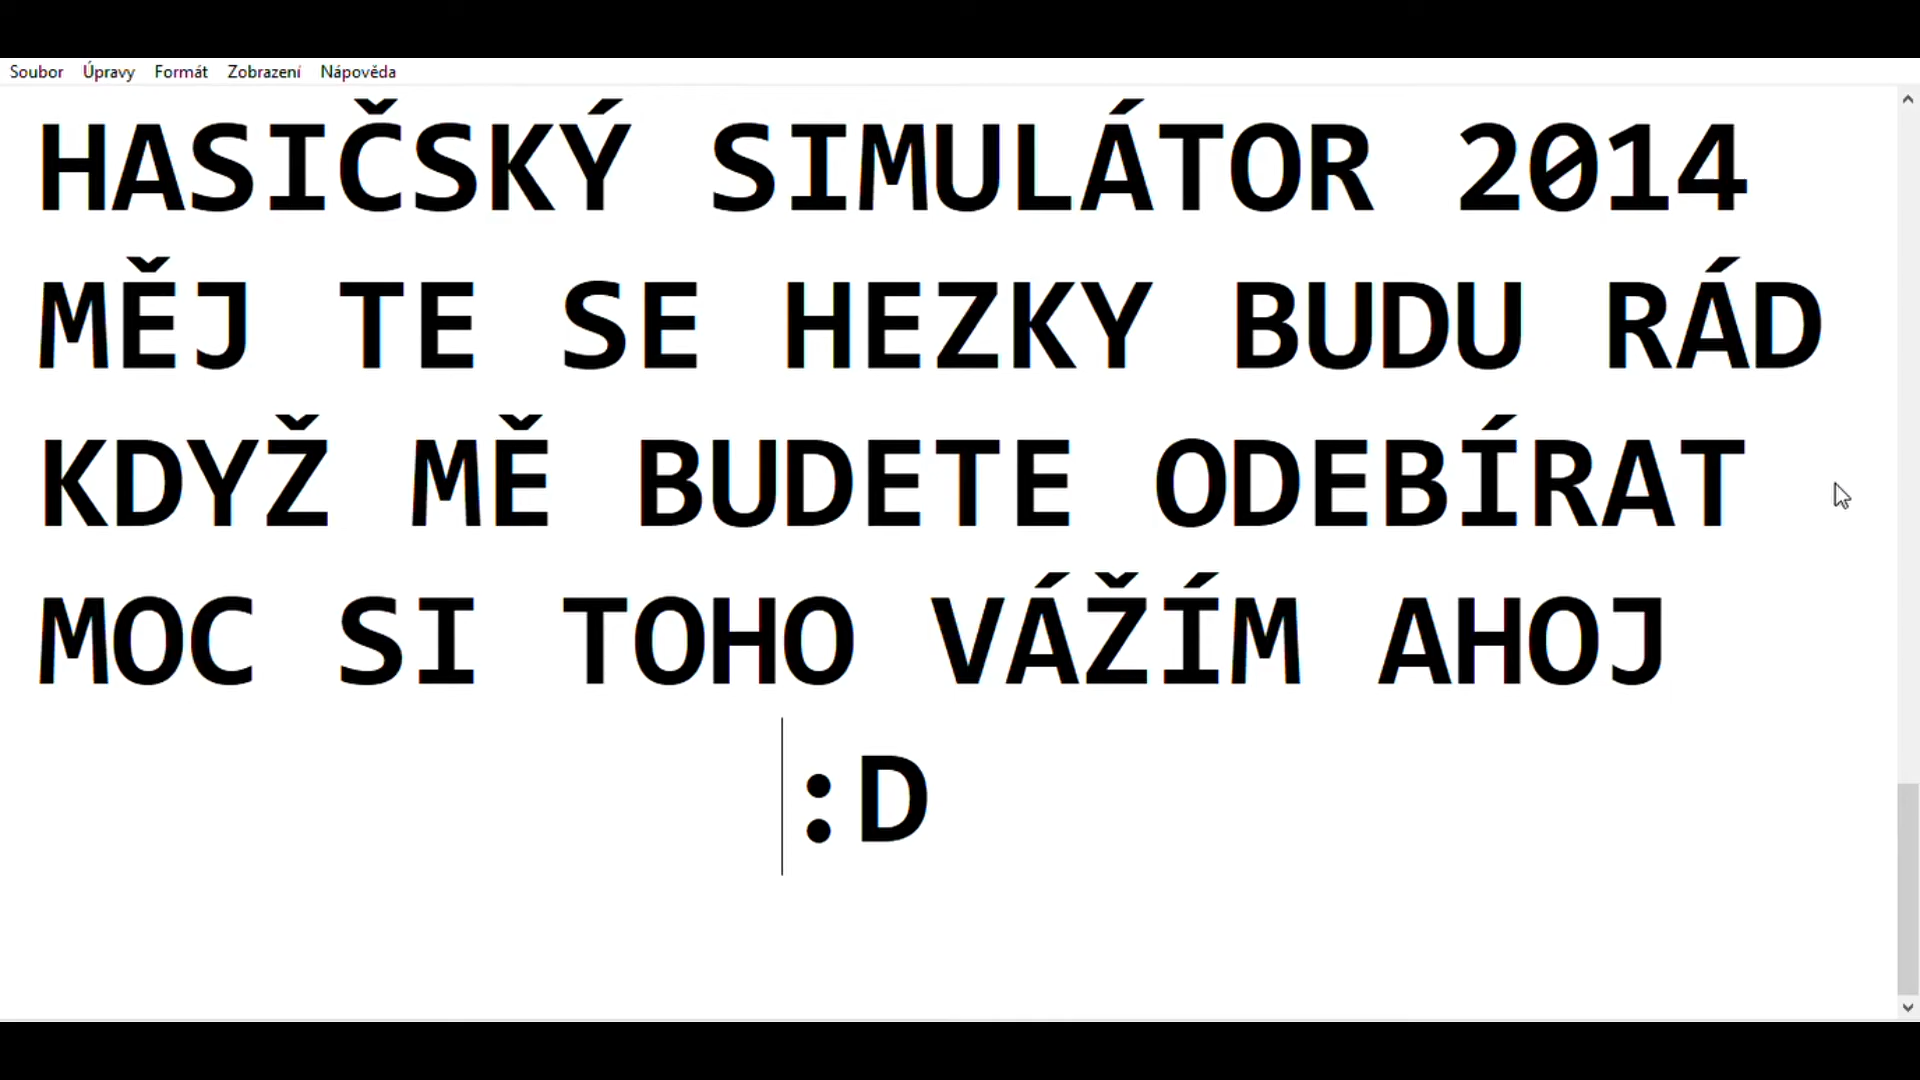 Soubor Úpravy Formát Zobrazení Nápověda
HASIČSKÝ SIMULÁTOR 2014
MĚJ TE SE HEZKY BUDU RÁD
KDYŽ MĚ BUDETE ODEBÍRAT
MOC SI TOHO VÁŽÍM AHOJ
:D